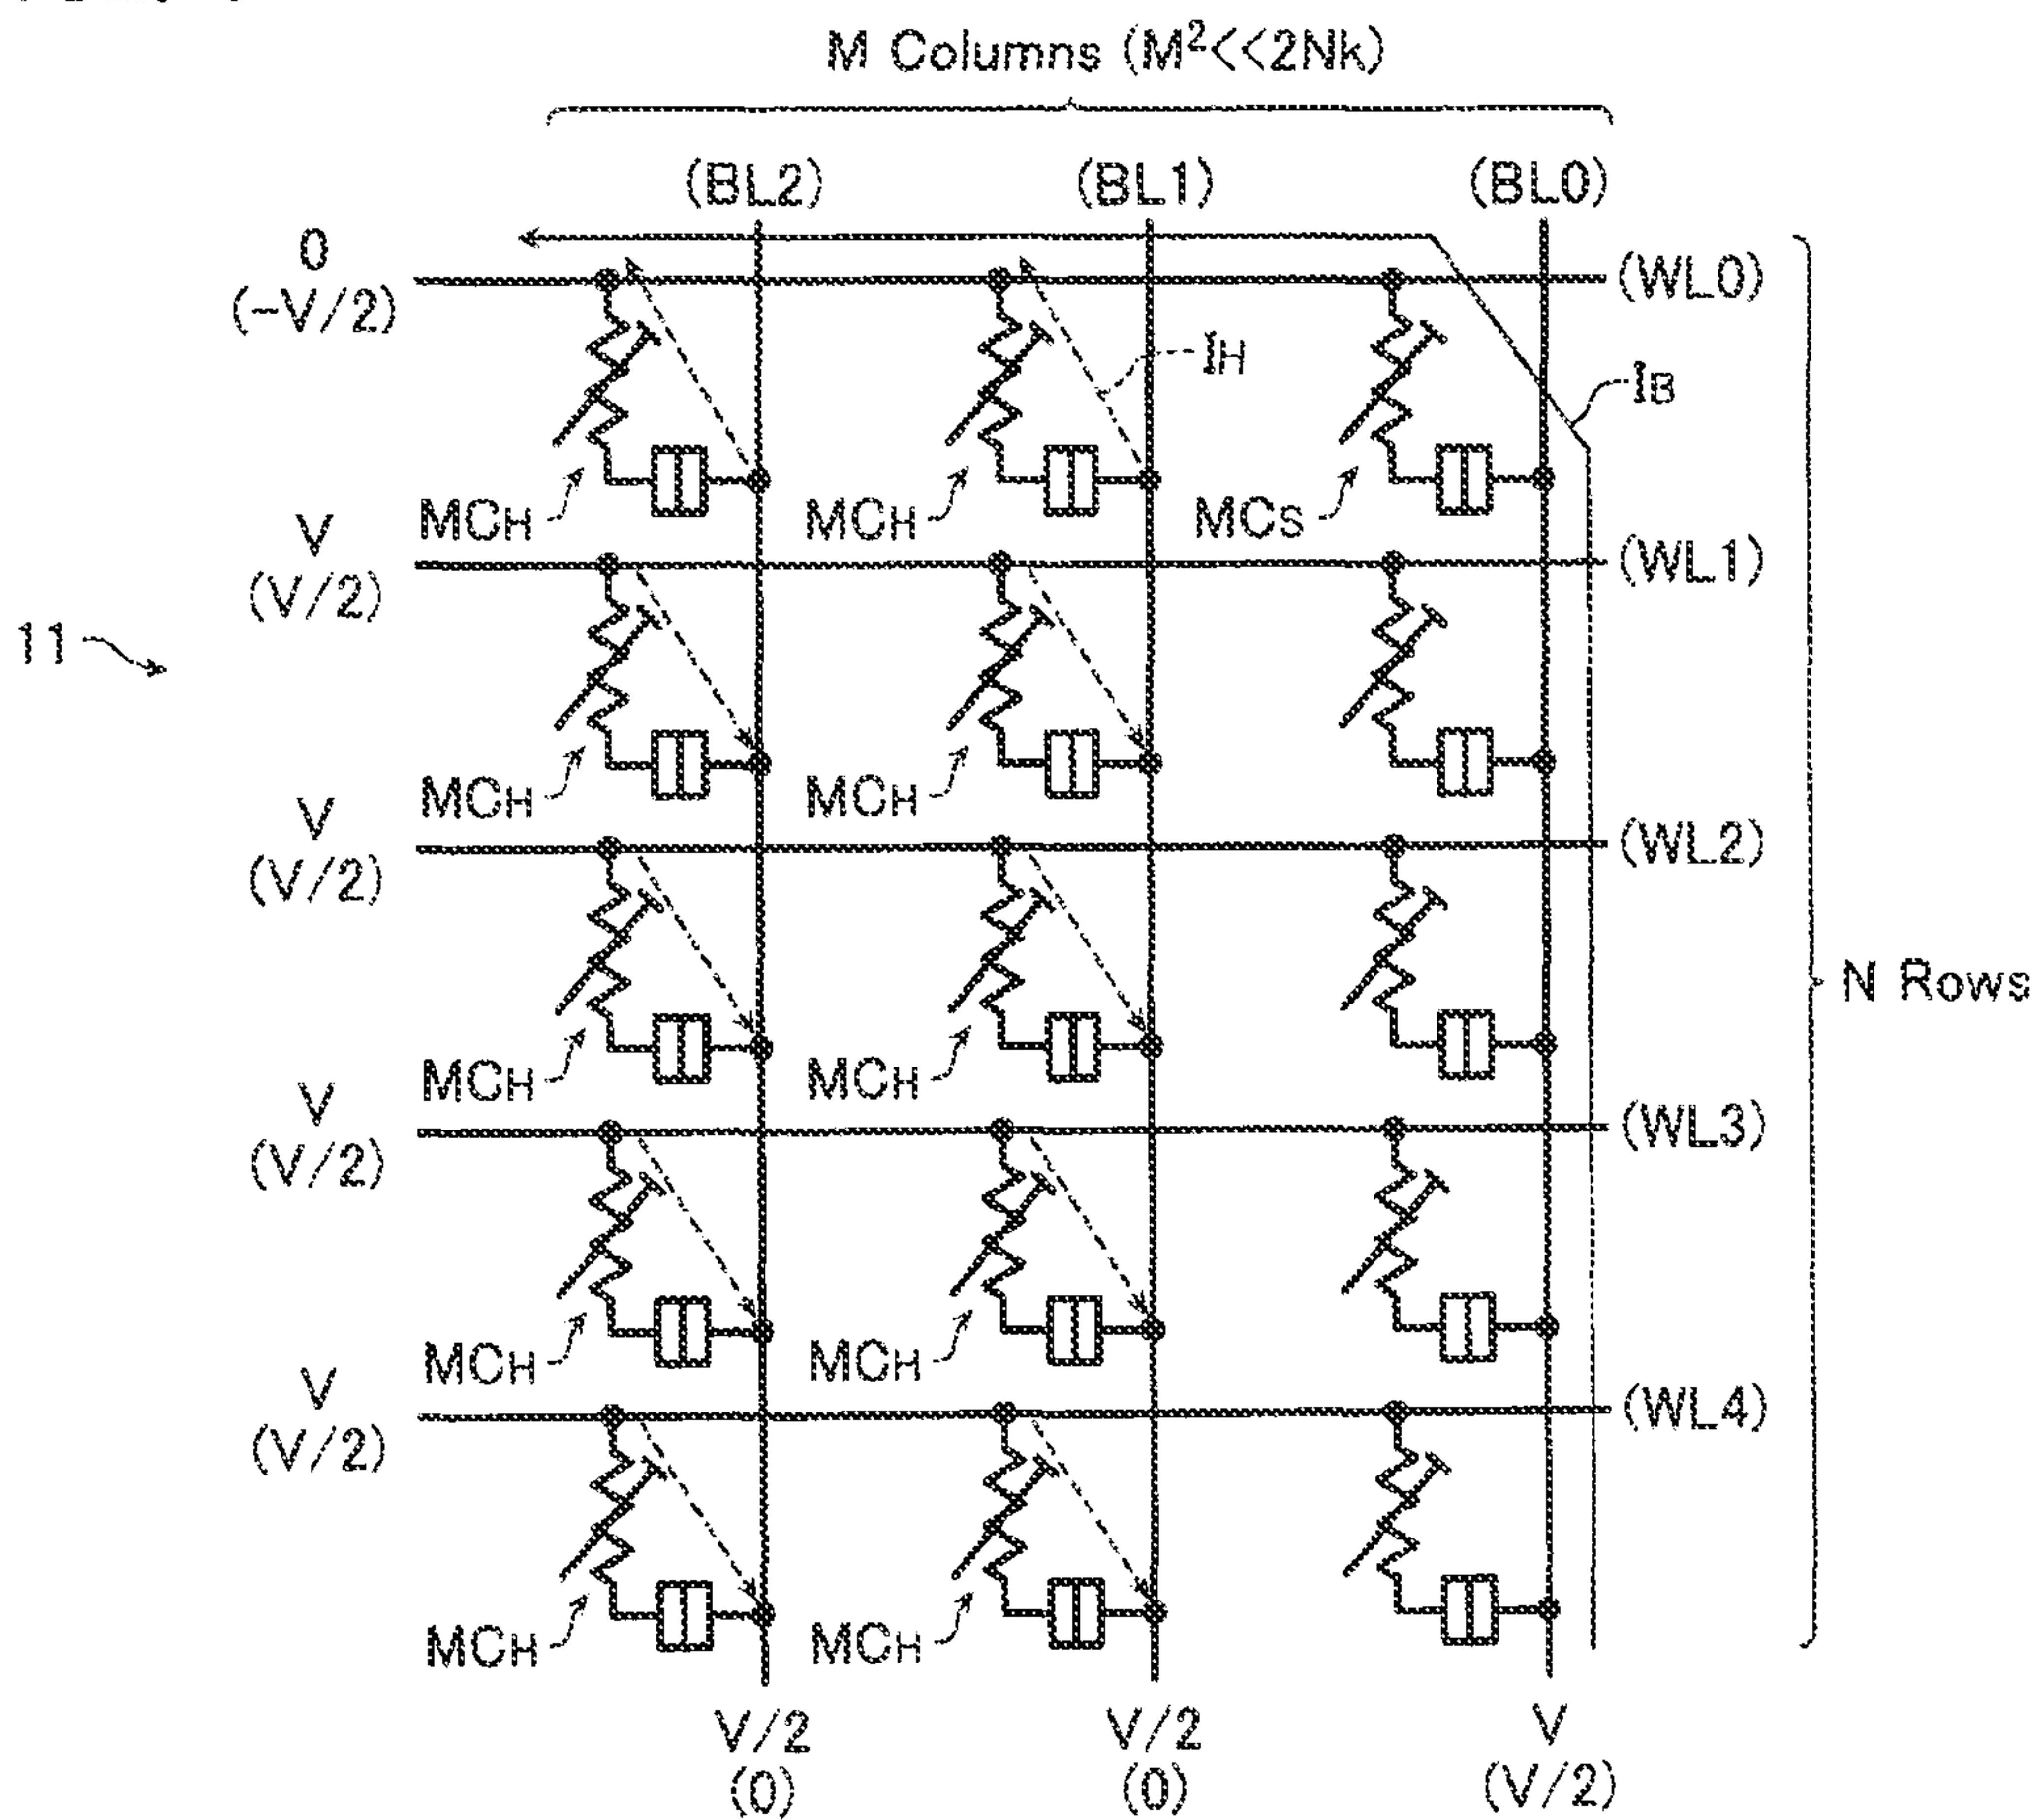 M Columns (M²<<2Nk)
(BL2) (BL1) (BL0)
0
(-V/2)
(WL0)
IH
IB
MCH MCH MCS
V
(V/2)
(WL1)
11
MCH MCH
V
(V/2)
(WL2)
N Rows
MCH MCH
V
(V/2)
(WL3)
MCH MCH
V
(V/2)
(WL4)
MCH MCH
V/2 V/2 V
(0) (0) (V/2)